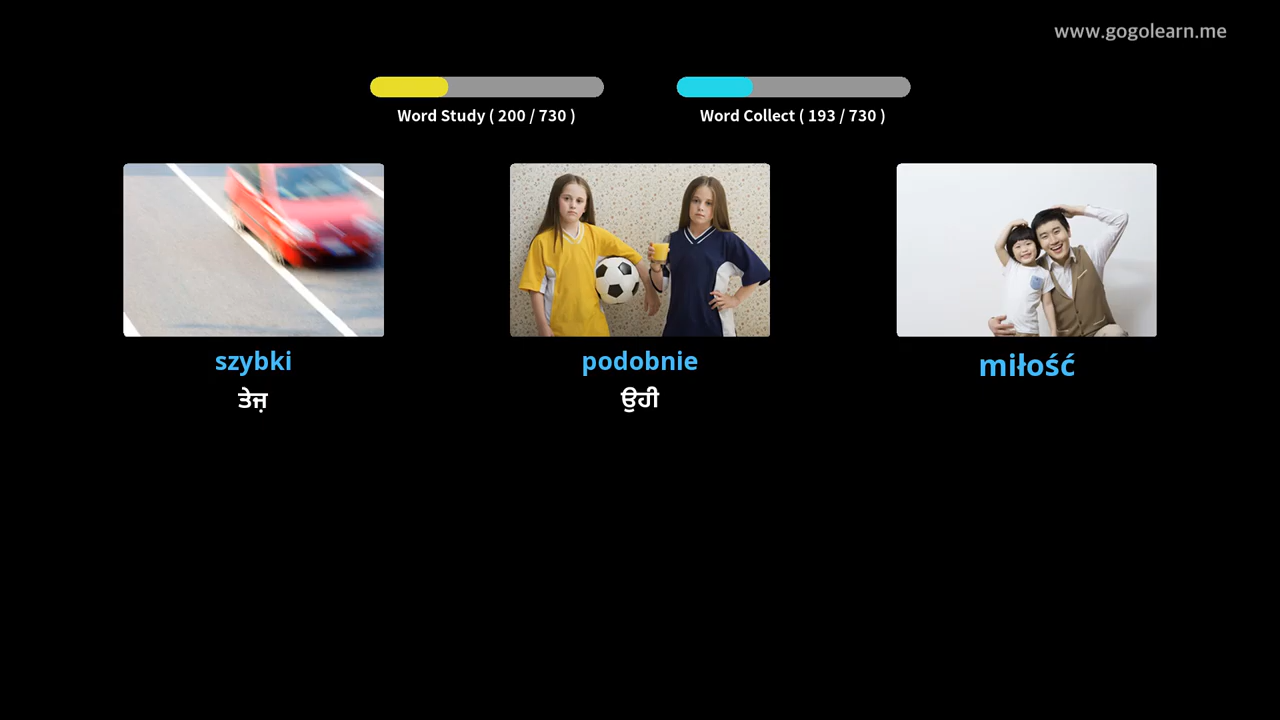 www.gogolearn.me
Word Study ( 200 / 730 )
Word Collect ( 193 / 730 )
szybki
podobnie
miłość
ਤੇਜ਼
ਉਹੀ